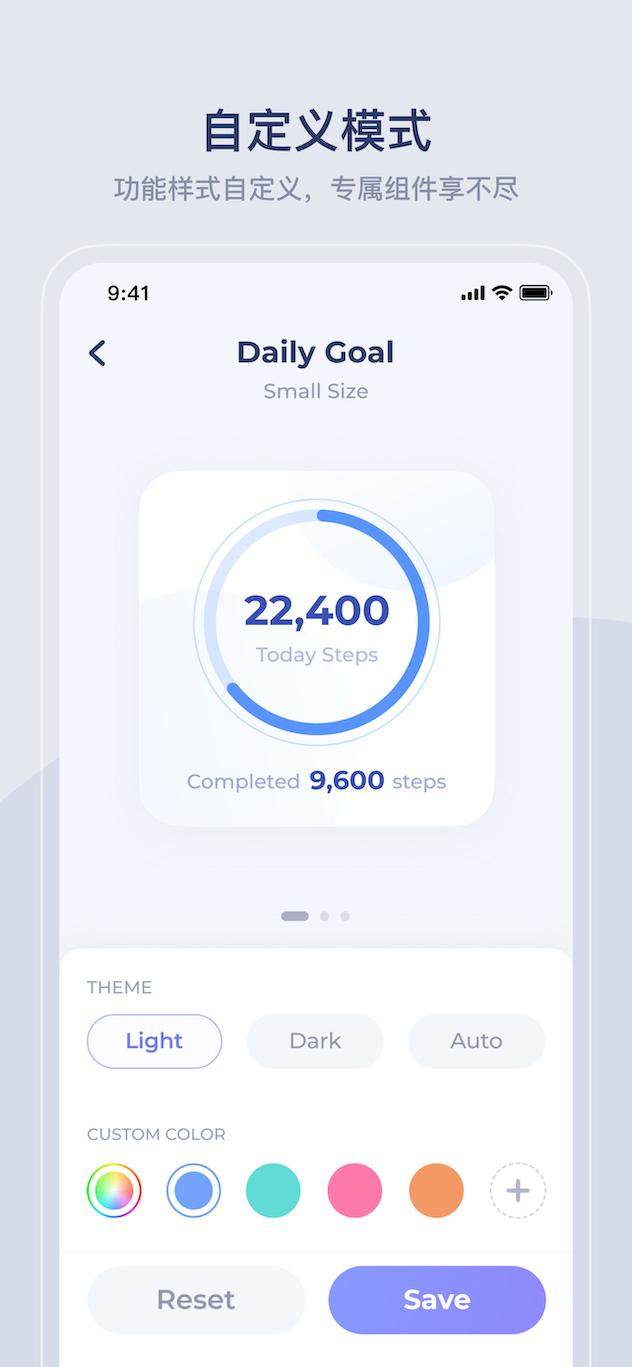 自定义模式
功能样式自定义，专属组件享不尽
9:41
Daily Goal
Small Size
22,400
Today Steps
Completed 9,600 steps
THEME
Light Dark Auto
CUSTOM COLOR
Reset Save